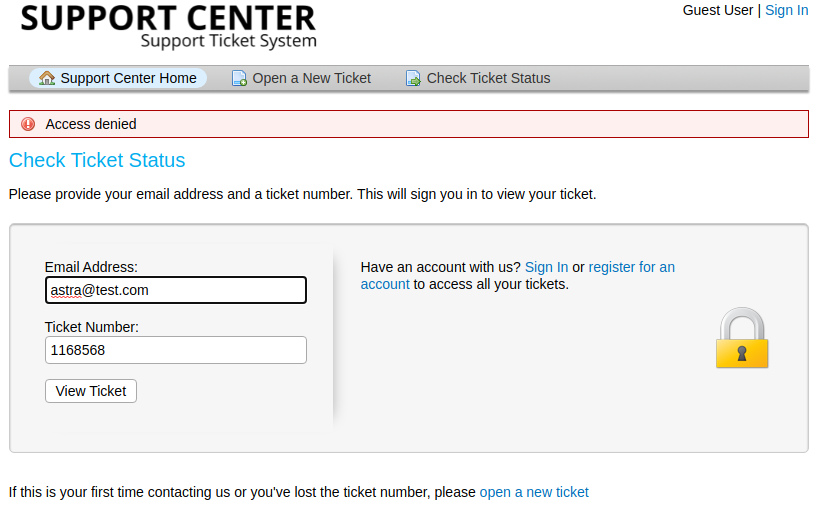 SUPPORT CENTER
Support Ticket System
Guest User | Sign In
Support Center Home
Open a New Ticket
Check Ticket Status
Access denied
Check Ticket Status
Please provide your email address and a ticket number. This will sign you in to view your ticket.
Email Address:
astra@test.com
Ticket Number:
1168568
View Ticket
Have an account with us? Sign In or register for an
account to access all your tickets.
If this is your first time contacting us or you've lost the ticket number, please open a new ticket